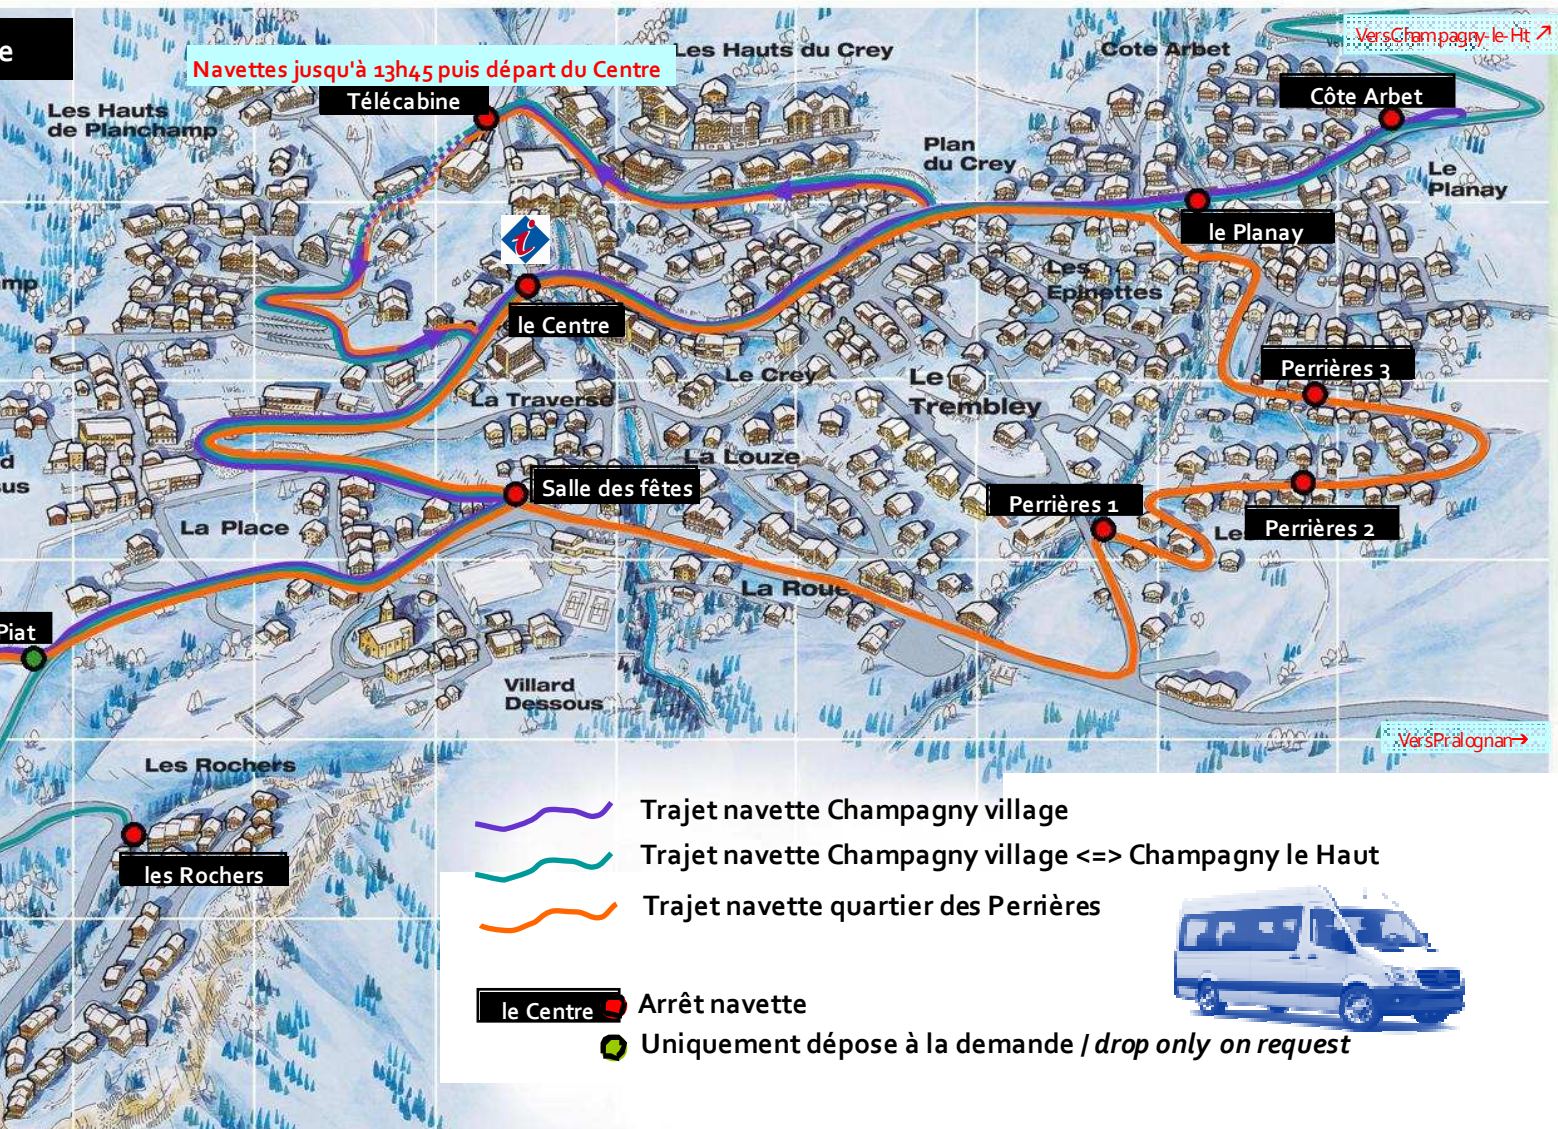 e
VersChampagny-le-Ht ↗
Les Hauts du Crey
Cote Arbet
Navettes jusqu'à 13h45 puis départ du Centre
Télécabine
Côte Arbet
Les Hauts
de Planchamp
Plan
du Crey
Le
Planay
le Planay
i
Les
Epinettes
amp
le Centre
Perrières 3
Le Crey
Le
Trembley
La Traverse
La Louze
d
sus
Salle des fêtes
Perrières 1
La Place
Les
Perrières 2
La Roue
Piat
Villard
Dessous
VersPralognan→
Les Rochers
les Rochers
Trajet navette Champagny village
Trajet navette Champagny village <=> Champagny le Haut
Trajet navette quartier des Perrières
le Centre
Arrêt navette
Uniquement dépose à la demande / drop only on request